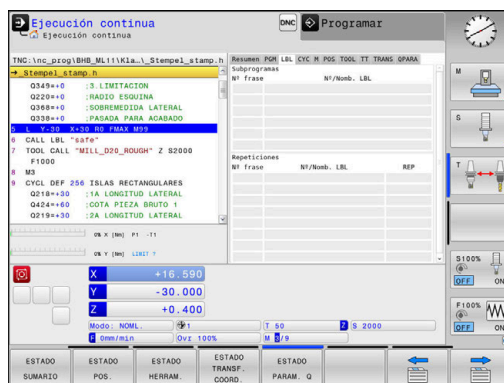 Ejecución continua
Ejecución continua
DNC
Programar
TNC:\nc_prog\BHB_ML11\Kla…\_Stempel_stamp.h
Resumen PGM LBL CYC M POS TOOL TT TRANS QPARA
→_Stempel_stamp.h
Q349=+0 ;3.LIMITACION
Q220=+0 ;RADIO ESQUINA
Q368=+0 ;SOBREMEDIDA LATERAL
Q338=+0 ;PASADA PARA ACABADO
5 L Y-30 X+30 R0 FMAX M99
6 CALL LBL "safe"
7 TOOL CALL "MILL_D20_ROUGH" Z S2000
F1000
8 M3
9 CYCL DEF 256 ISLAS RECTANGULARES
Q218=+30 ;1A LONGITUD LATERAL
Q424=+60 ;COTA PIEZA BRUTO 1
Q219=+30 ;2A LONGITUD LATERAL
Subprogramas
Nº frase Nº/Nomb. LBL
Repeticiones
Nº frase Nº/Nomb. LBL REP
0% X [Nm] P1 -T1
0% Y [Nm] LIMIT ?
X +16.590
Y -30.000
Z +0.400
Modo: NOML. 1 T 50 Z S 2000
F 0mm/min Ovr 100% M 3/9
M
S
T
S100%
OFF ON
F100%
OFF ON
ESTADO SUMARIO
ESTADO POS.
ESTADO HERRAM.
ESTADO TRANSF. COORD.
ESTADO PARAM. Q